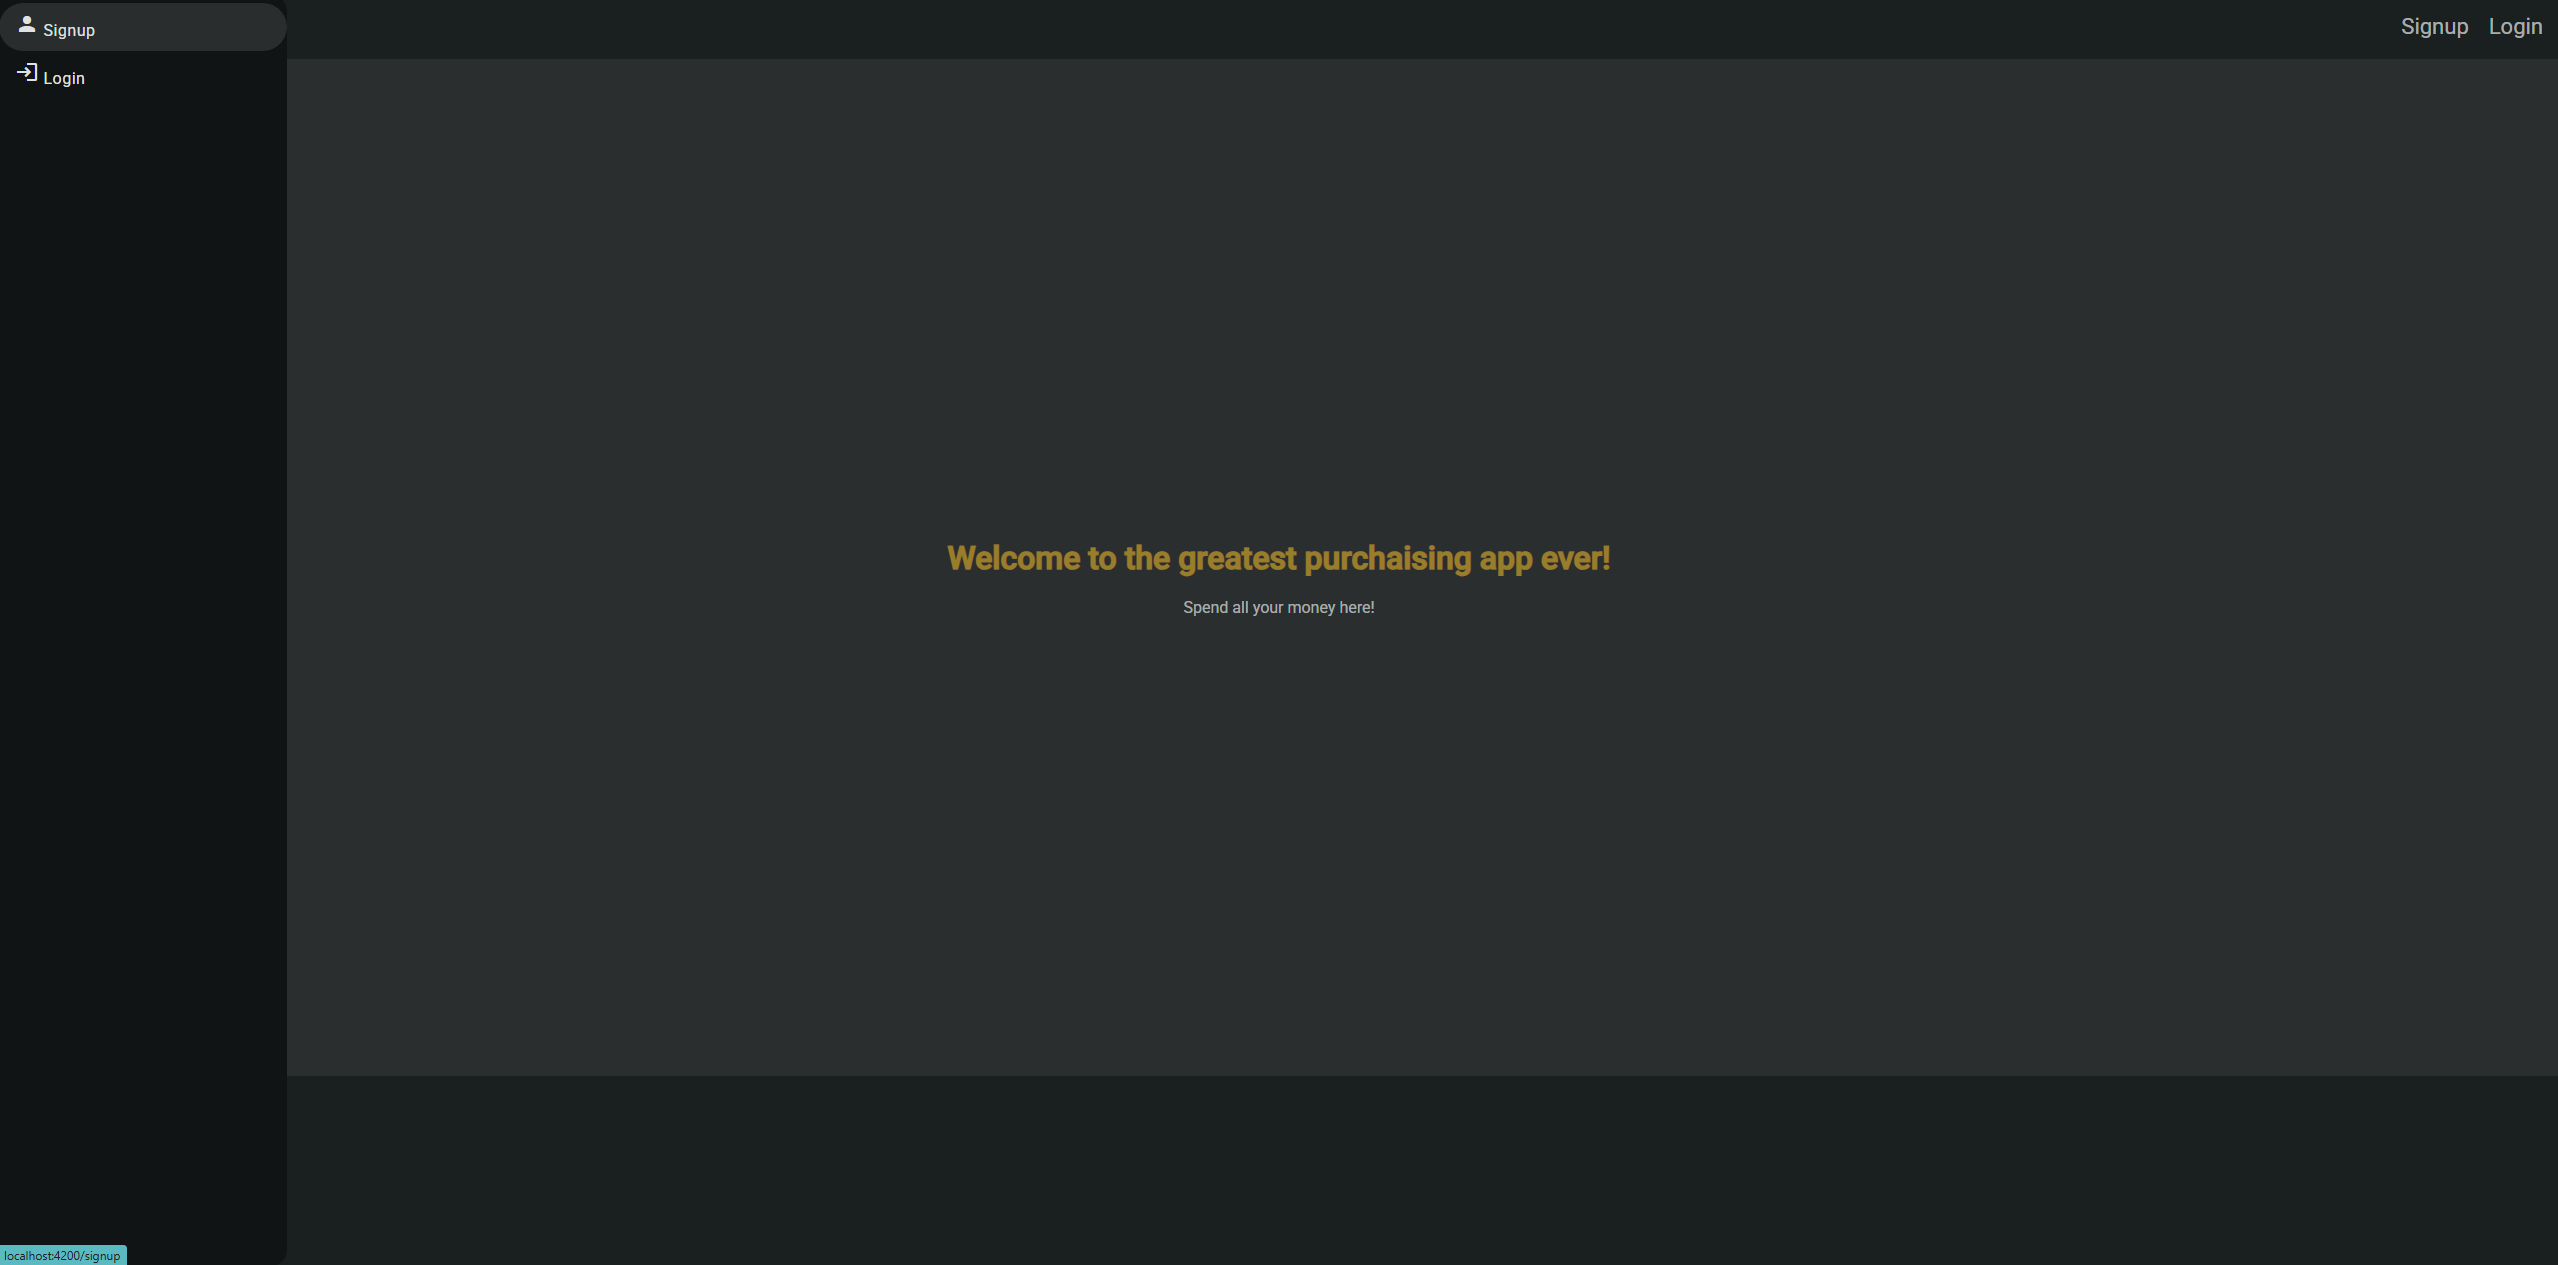 Signup
Login
Signup Login
Welcome to the greatest purchaising app ever!
Spend all your money here!
localhost:4200/signup